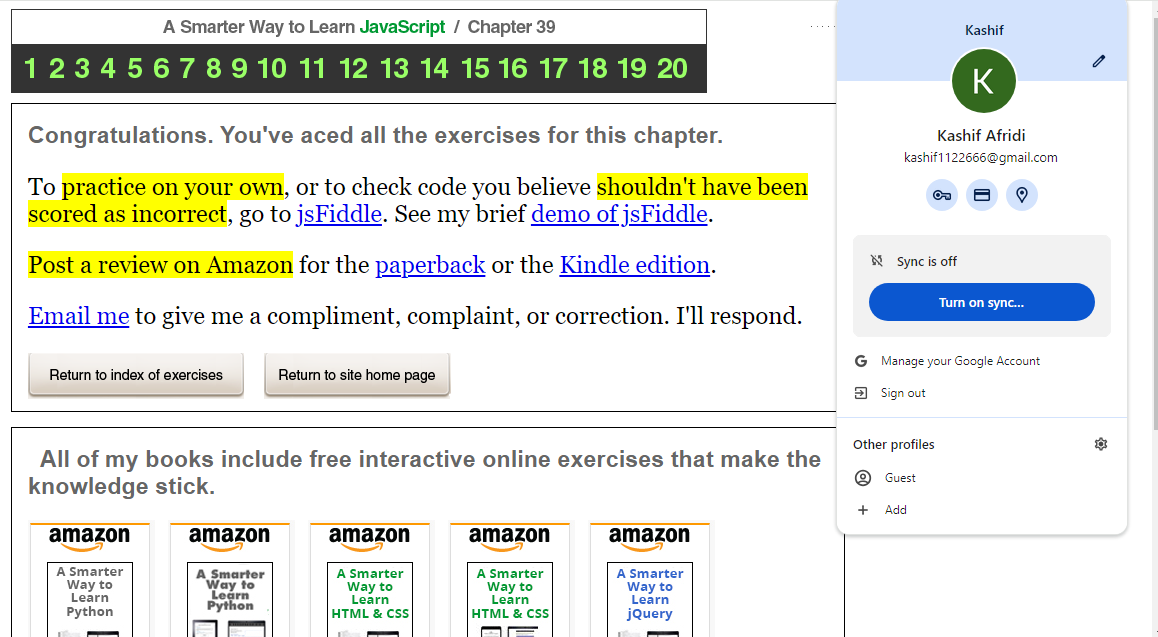 A Smarter Way to Learn JavaScript / Chapter 39
1 2 3 4 5 6 7 8 9 10 11 12 13 14 15 16 17 18 19 20
Congratulations. You've aced all the exercises for this chapter.
To practice on your own, or to check code you believe shouldn't have been
scored as incorrect, go to jsFiddle. See my brief demo of jsFiddle.
Post a review on Amazon for the paperback or the Kindle edition.
Email me to give me a compliment, complaint, or correction. I'll respond.
Return to index of exercises
Return to site home page
All of my books include free interactive online exercises that make the
knowledge stick.
amazon
A Smarter
Way to
Learn
Python
amazon
A Smarter
Way to
Learn
Python
amazon
A Smarter
Way to
Learn
HTML & CSS
amazon
A Smarter
Way to
Learn
HTML & CSS
amazon
A Smarter
Way to
Learn
jQuery
Kashif
K
Kashif Afridi
kashif1122666@gmail.com
Sync is off
Turn on sync...
G Manage your Google Account
Sign out
Other profiles
Guest
Add